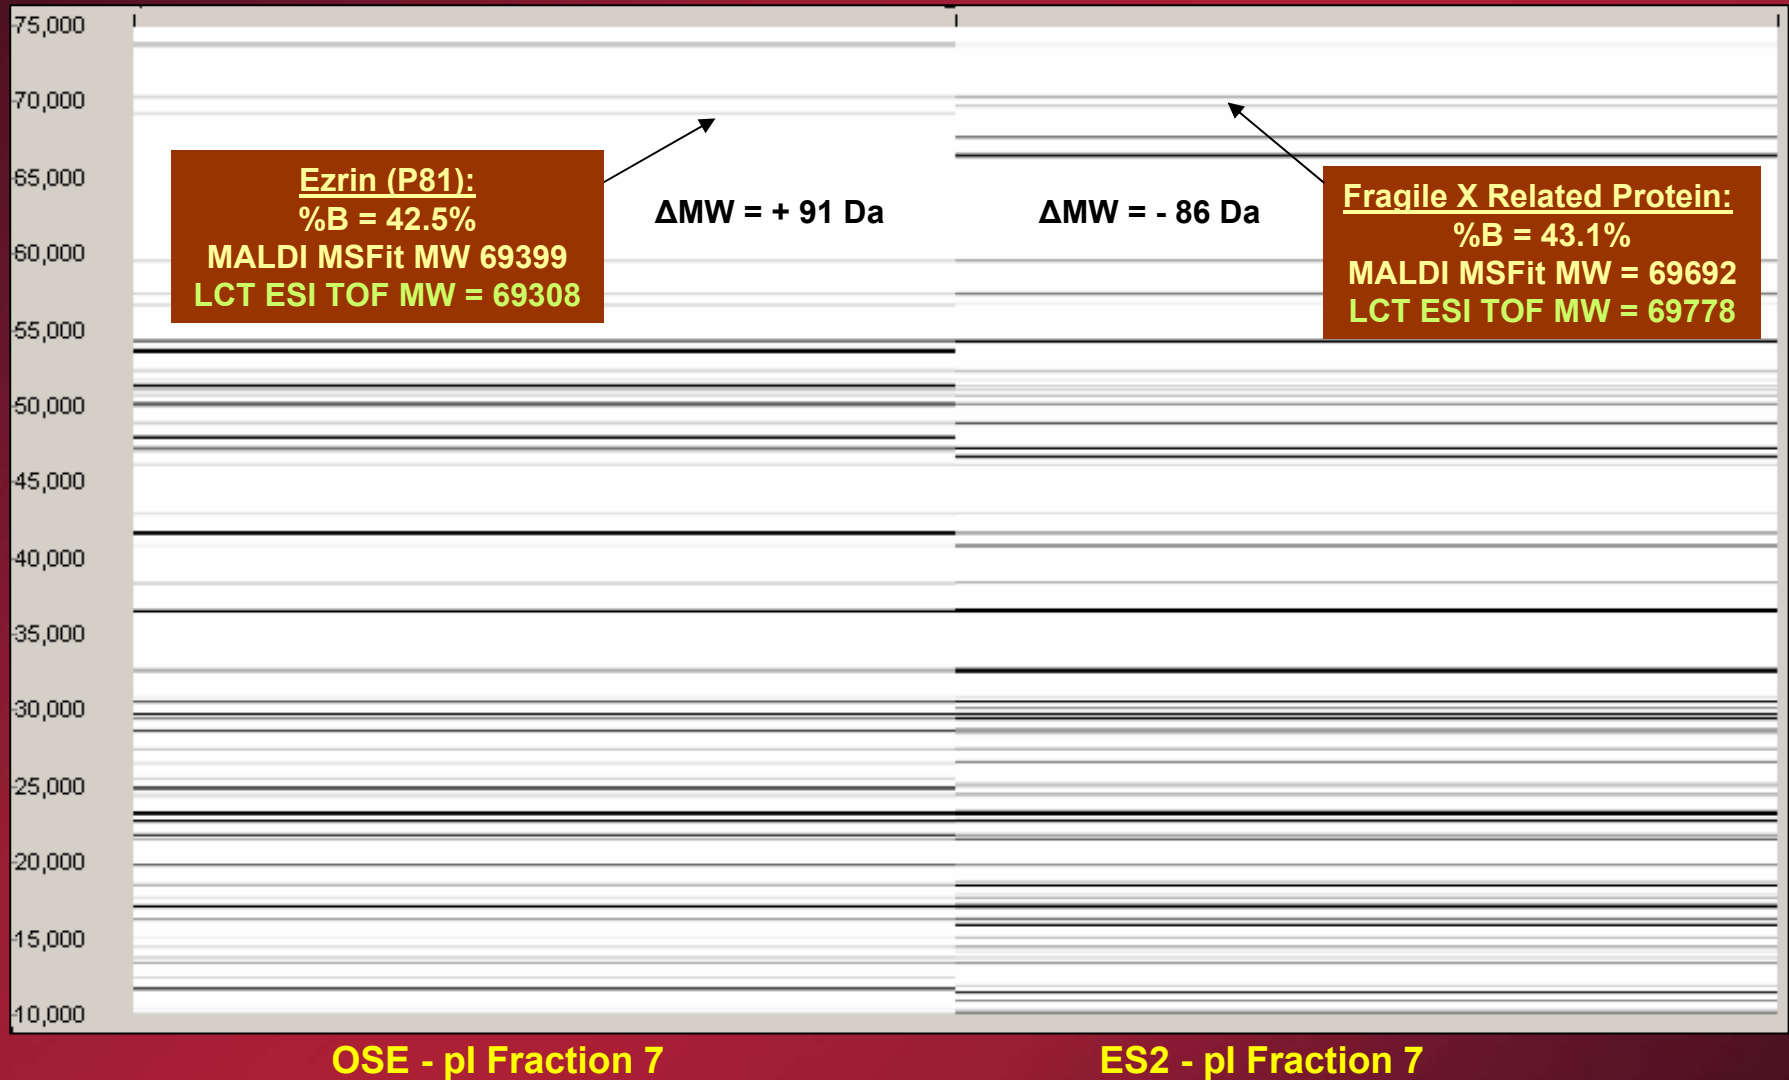 75,000
70,000
65,000
60,000
55,000
50,000
45,000
40,000
35,000
30,000
25,000
20,000
15,000
10,000
Ezrin (P81):
%B = 42.5%
MALDI MSFit MW 69399
LCT ESI TOF MW = 69308
ΔMW = + 91 Da
ΔMW = - 86 Da
Fragile X Related Protein:
%B = 43.1%
MALDI MSFit MW = 69692
LCT ESI TOF MW = 69778
OSE - pI Fraction 7
ES2 - pI Fraction 7